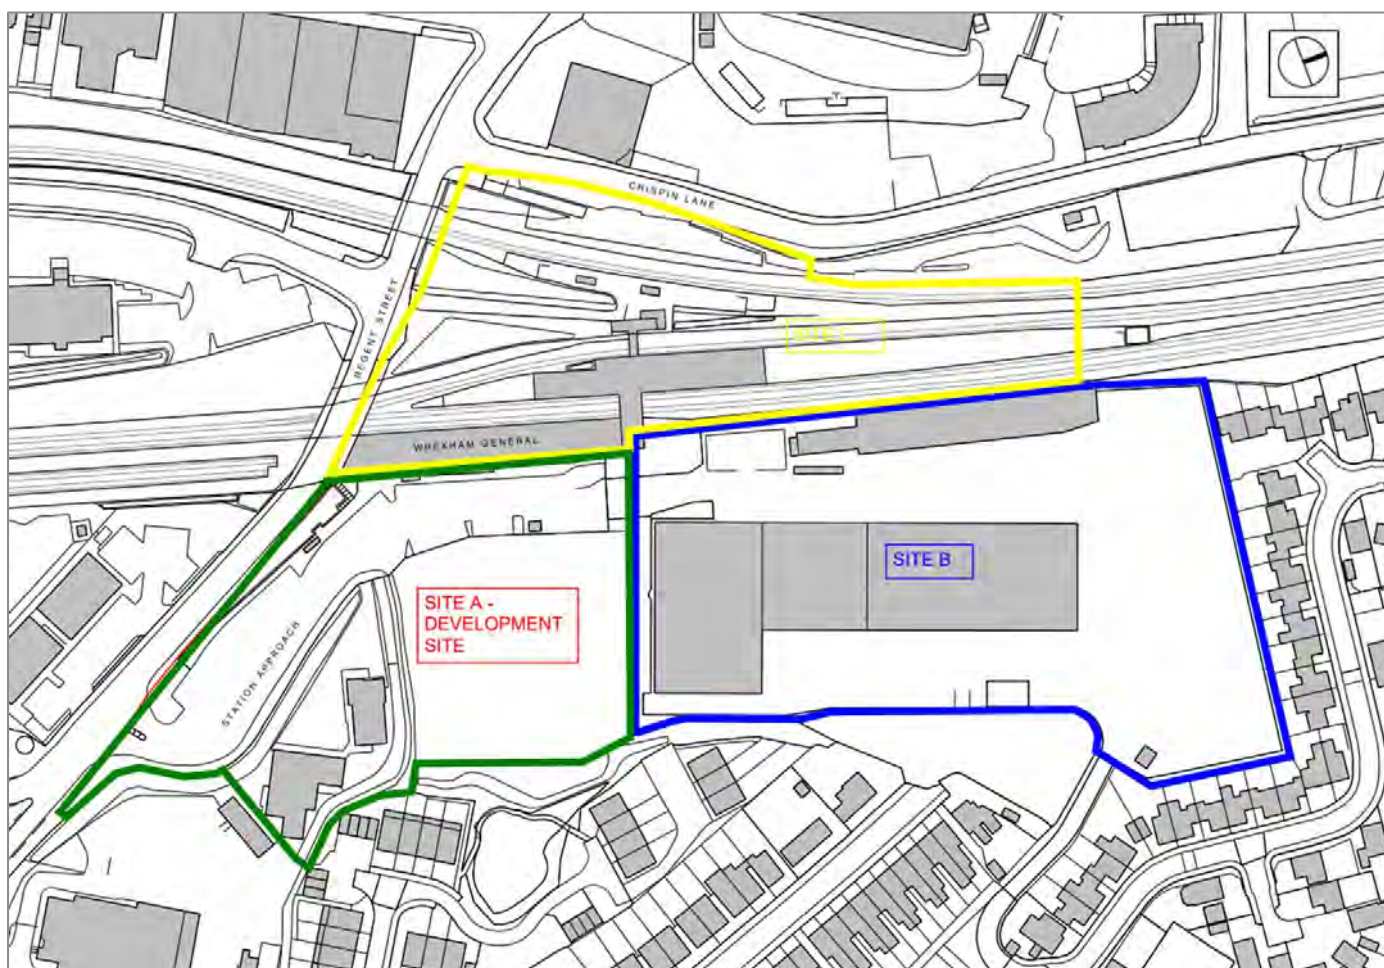 CRISPIN LANE
REGENT STREET
SITE C
WREXHAM GENERAL
SITE B
SITE A -
DEVELOPMENT
SITE
STATION APPROACH